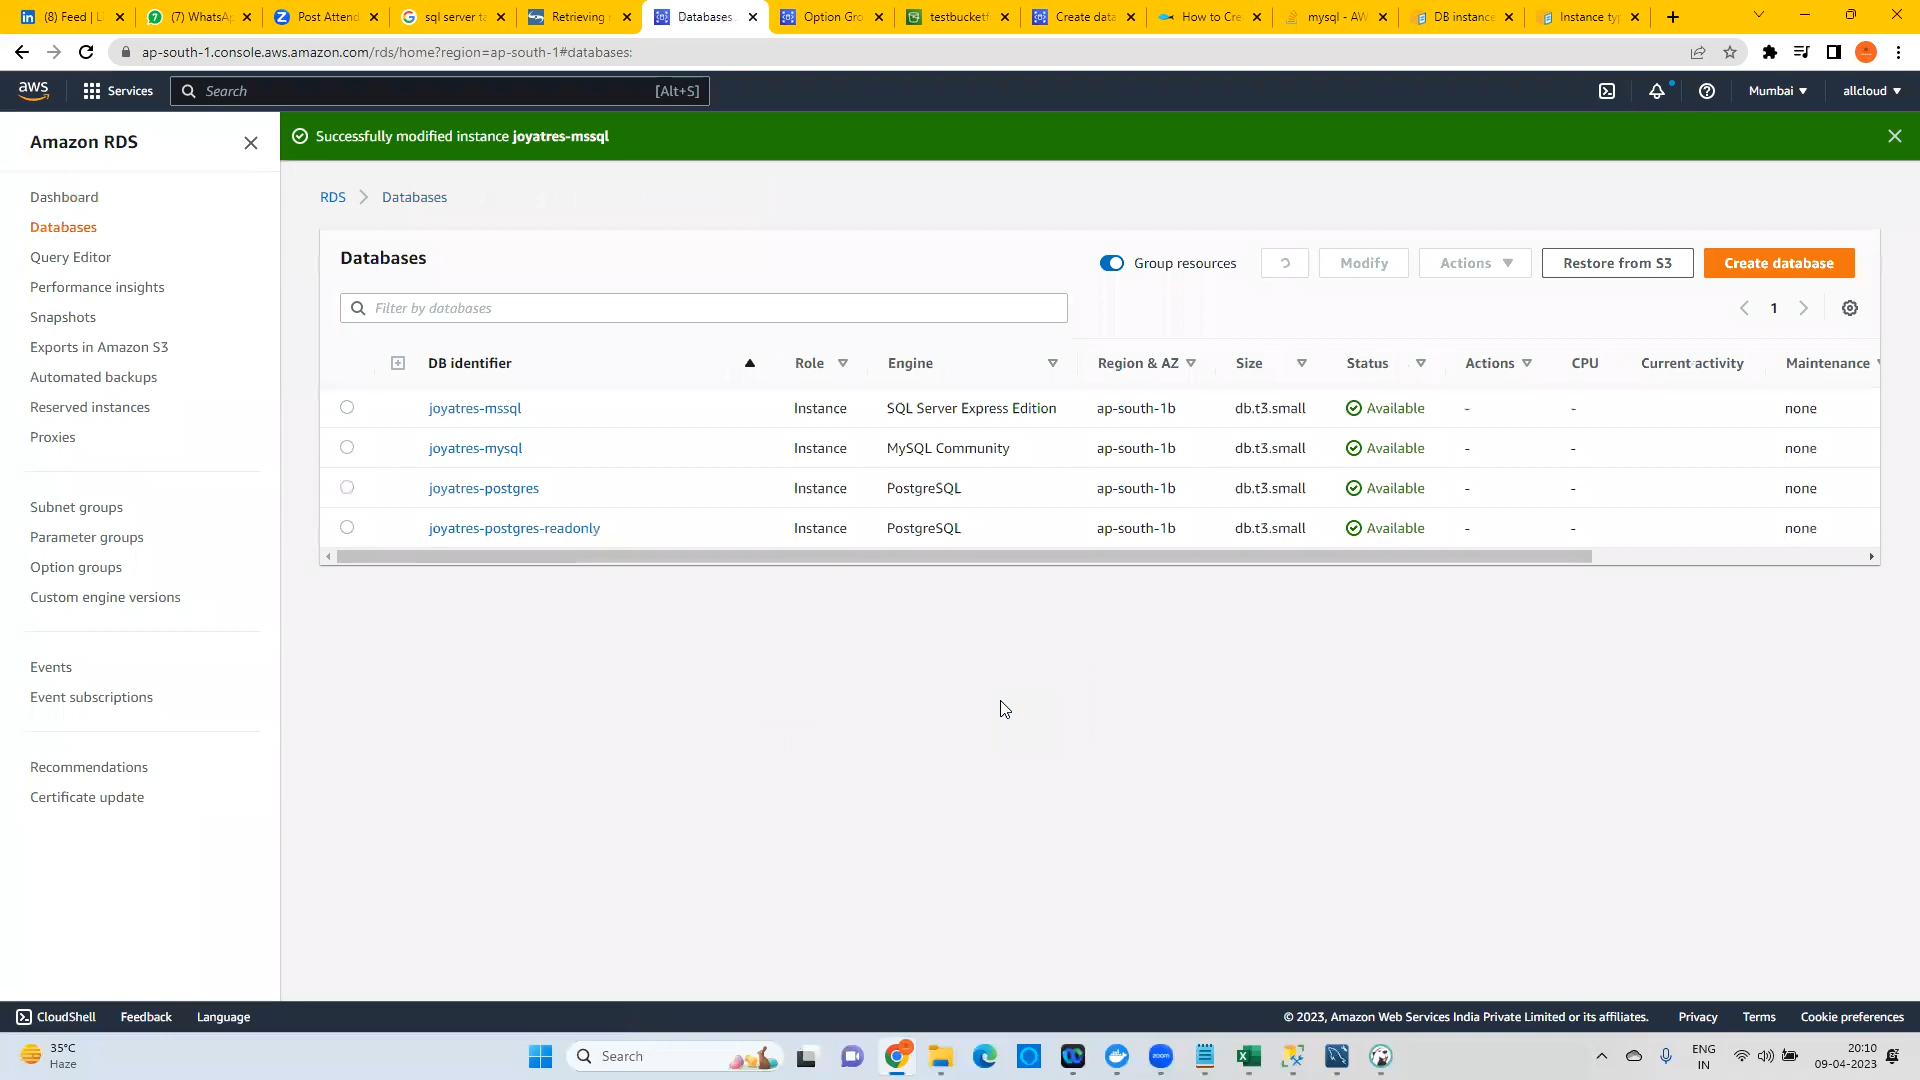 (8) Feed | L
(7) WhatsAp
Post Attend
sql server ta
Retrieving
Databases
Option Gro
testbucketf
Create data
How to Cre
mysql - AW
DB instance
Instance typ
ap-south-1.console.aws.amazon.com/rds/home?region=ap-south-1#databases:
aws
Services
Search
[Alt+S]
Mumbai
allcloud
Amazon RDS
Successfully modified instance joyatres-mssql
Dashboard
Databases
Query Editor
Performance insights
Snapshots
Exports in Amazon S3
Automated backups
Reserved instances
Proxies
Subnet groups
Parameter groups
Option groups
Custom engine versions
Events
Event subscriptions
Recommendations
Certificate update
RDS > Databases
Databases
Group resources
Modify
Actions
Restore from S3
Create database
Filter by databases
1
DB identifier Role Engine Region & AZ Size Status Actions CPU Current activity Maintenance
joyatres-mssql Instance SQL Server Express Edition ap-south-1b db.t3.small Available - - none
joyatres-mysql Instance MySQL Community ap-south-1b db.t3.small Available - - none
joyatres-postgres Instance PostgreSQL ap-south-1b db.t3.small Available - - none
joyatres-postgres-readonly Instance PostgreSQL ap-south-1b db.t3.small Available - - none
CloudShell
Feedback
Language
© 2023, Amazon Web Services India Private Limited or its affiliates.
Privacy
Terms
Cookie preferences
35°C
Haze
Search
zoom
ENG
IN
20:10
09-04-2023